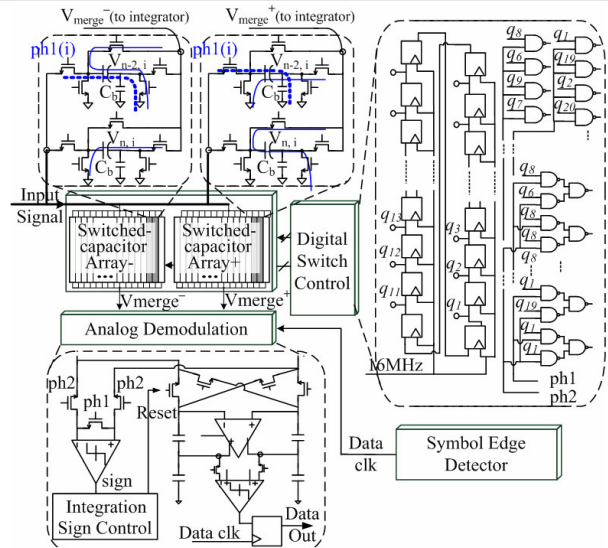 Vmerge⁻(to integrator)
Vmerge⁺(to integrator)
ph1(i)
Vn-2, i
Cb
Vn, i
Cb
ph1(i)
Vn-2, i
Cb
Vn, i
Cb
Input
Signal
Switched-
capacitor
Array-
...
Switched-
capacitor
Array+
...
Digital
Switch
Control
Vmerge⁻
Vmerge⁺
Analog Demodulation
ph2
ph1
ph2
Reset
sign
Integration
Sign Control
Data clk
Data
Out
Data
clk
Symbol Edge
Detector
q13
q12
q11
q3
q2
q1
16MHz
q8
q6
q9
q7
q1
q19
q2
q20
q8
q6
q8
q8
q8
q1
q19
q1
q1
ph1
ph2